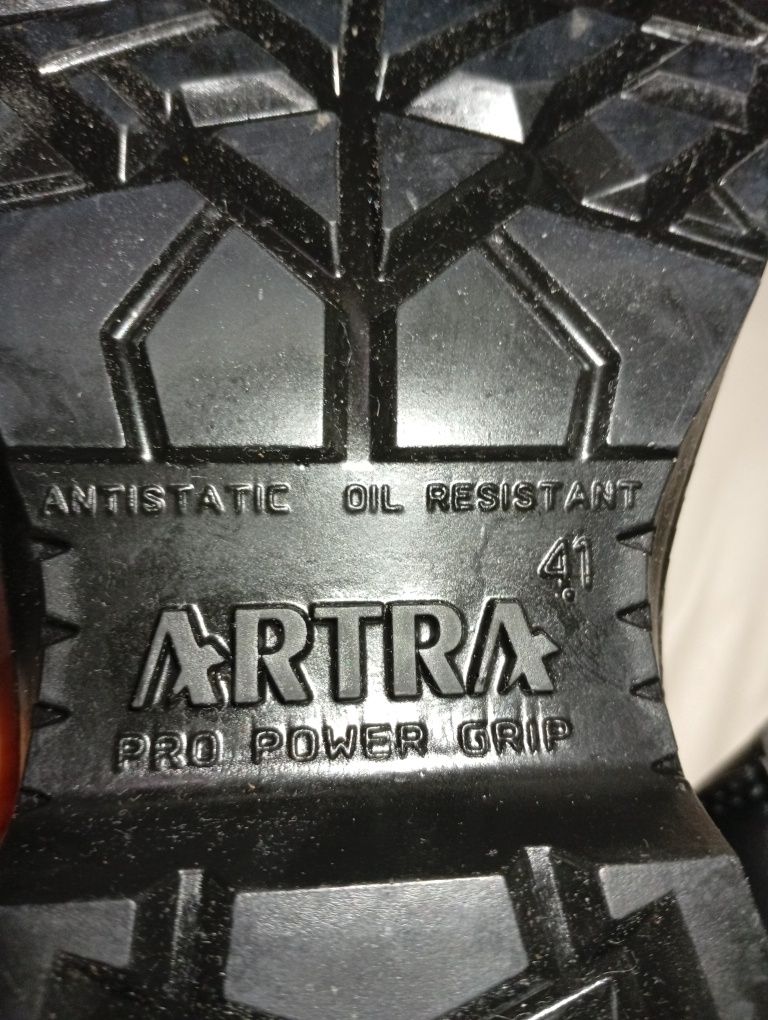 ANTISTATIC OIL RESISTANT
41
ARTRA
PRO POWER GRIP